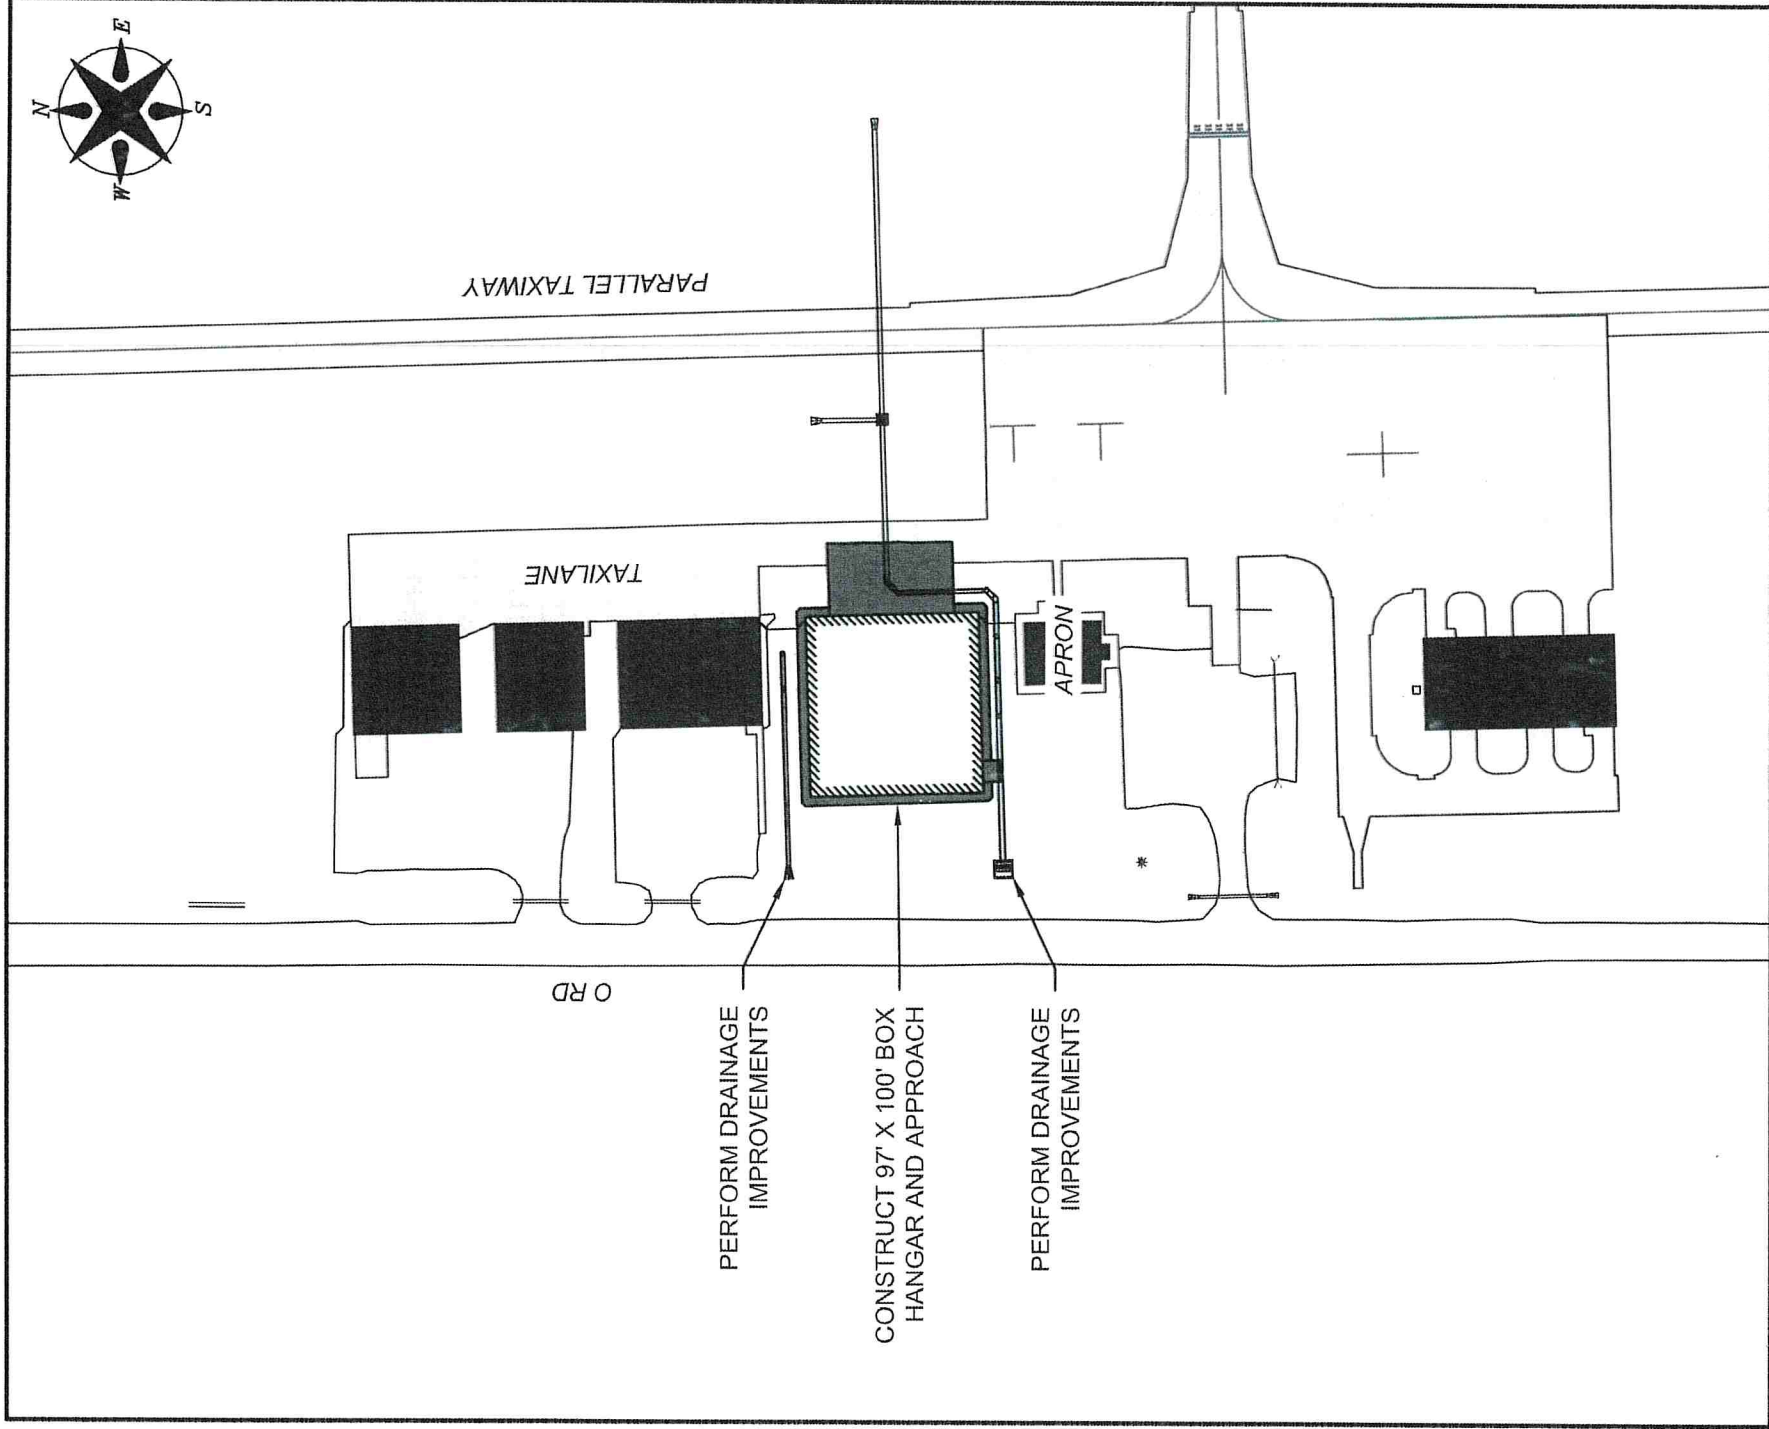 N
E
W
S
PARALLEL TAXIWAY
TAXILANE
APRON
O RD
PERFORM DRAINAGE
IMPROVEMENTS
CONSTRUCT 97' X 100' BOX
HANGAR AND APPROACH
PERFORM DRAINAGE
IMPROVEMENTS